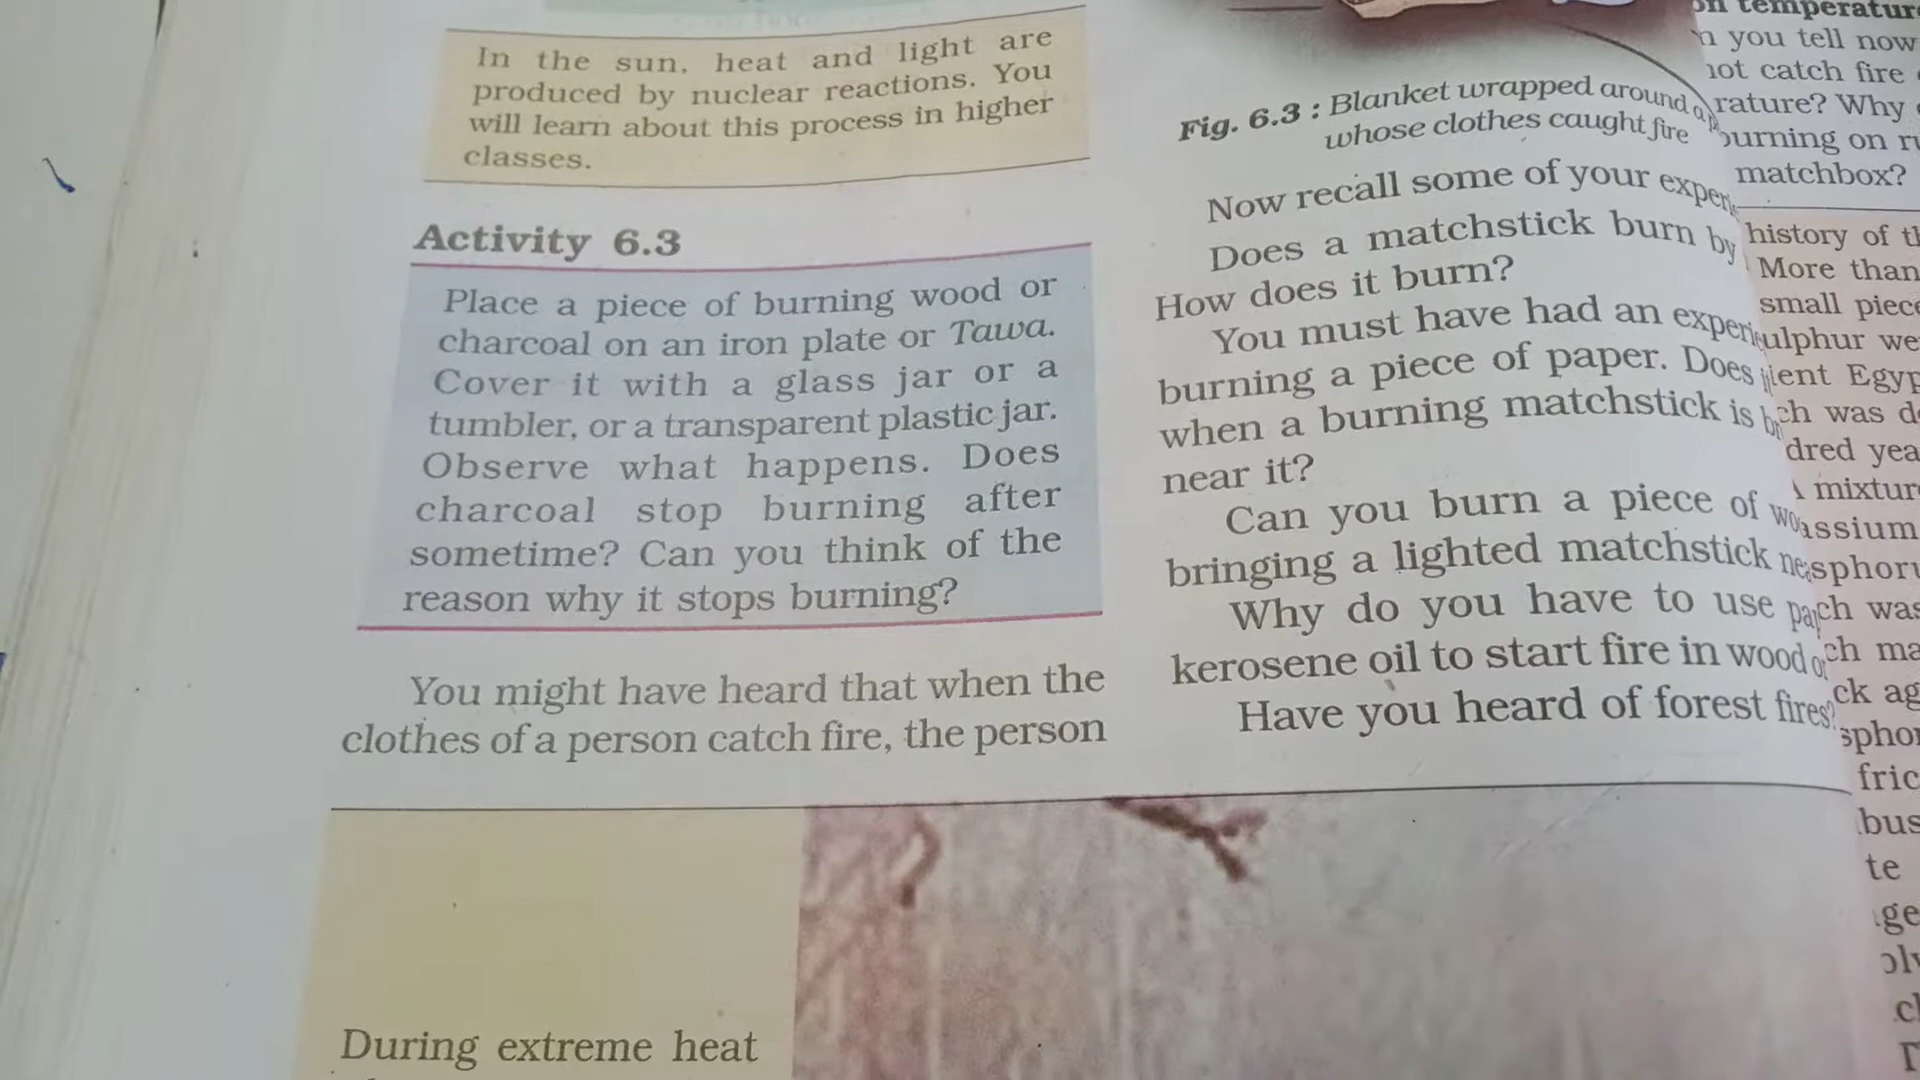 In the sun, heat and light are
produced by nuclear reactions. You
will learn about this process in higher
classes.
Activity 6.3
Place a piece of burning wood or
charcoal on an iron plate or Tawa.
Cover it with a glass jar or a
tumbler, or a transparent plastic jar.
Observe what happens. Does
charcoal stop burning after
sometime? Can you think of the
reason why it stops burning?
You might have heard that when the
clothes of a person catch fire, the person
During extreme heat
Fig. 6.3 : Blanket wrapped around a
whose clothes caught fire
Now recall some of your
Does a matchstick burn by
How does it burn?
You must have had an
burning a piece of paper. Does
when a burning matchstick is
near it?
Can you burn a piece of
bringing a lighted matchstick
Why do you have to use
kerosene oil to start fire in wood
Have you heard of forest fires?
temperature
you tell now
catch fire
Why
burning on
matchbox?
history of
More than
small
was
mixture
was